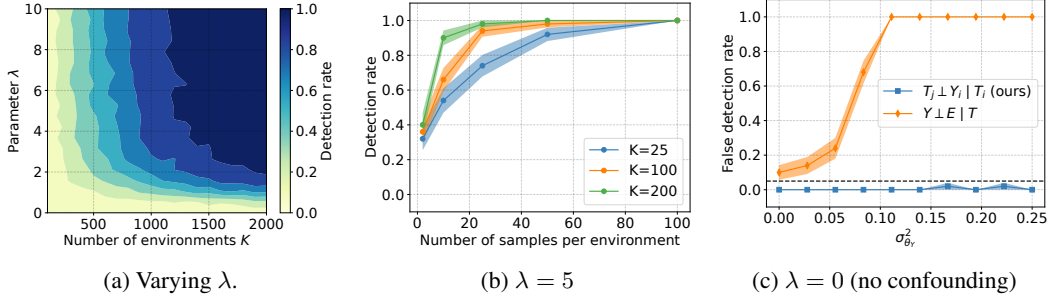 Parameter λ
10
8
6
4
2
0
500
1000
1500
2000
Number of environments K
1.0
0.8
0.6
0.4
0.2
0.0
Detection rate
(a) Varying λ.
Detection rate
1.0
0.8
0.6
0.4
0.2
0.0
K=25
K=100
K=200
0
20
40
60
80
100
Number of samples per environment
(b) λ = 5
False detection rate
1.0
0.8
0.6
0.4
0.2
0.0
T_j ⊥ Y_i | T_i (ours)
Y ⊥ E | T
0.00
0.05
0.10
0.15
0.20
0.25
σ²_{θ_Y}
(c) λ = 0 (no confounding)